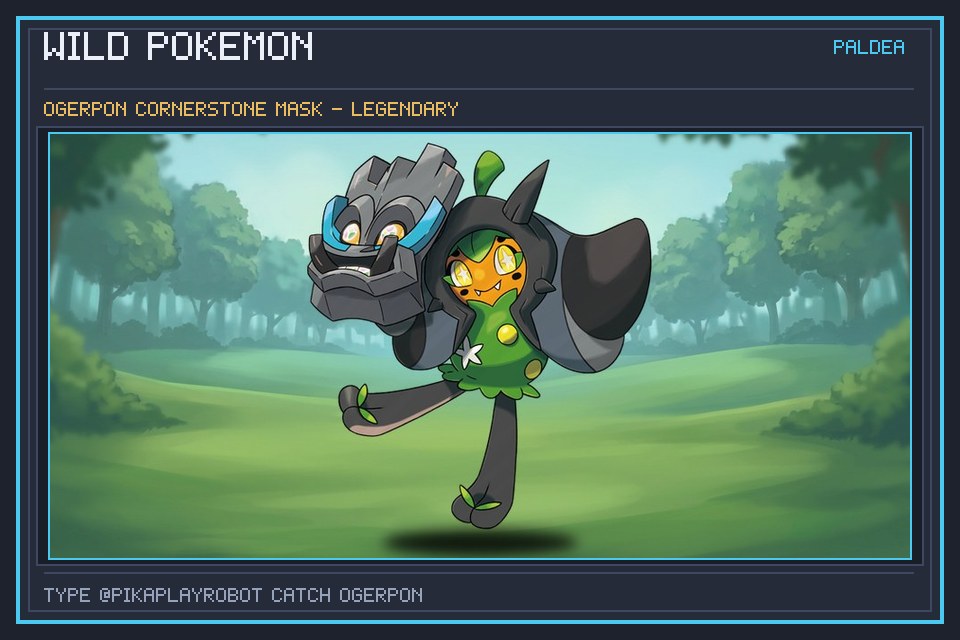 WILD POKEMON
PALDEA
OGERPON CORNERSTONE MASK - LEGENDARY
TYPE @PIKAPLAYROBOT CATCH OGERPON